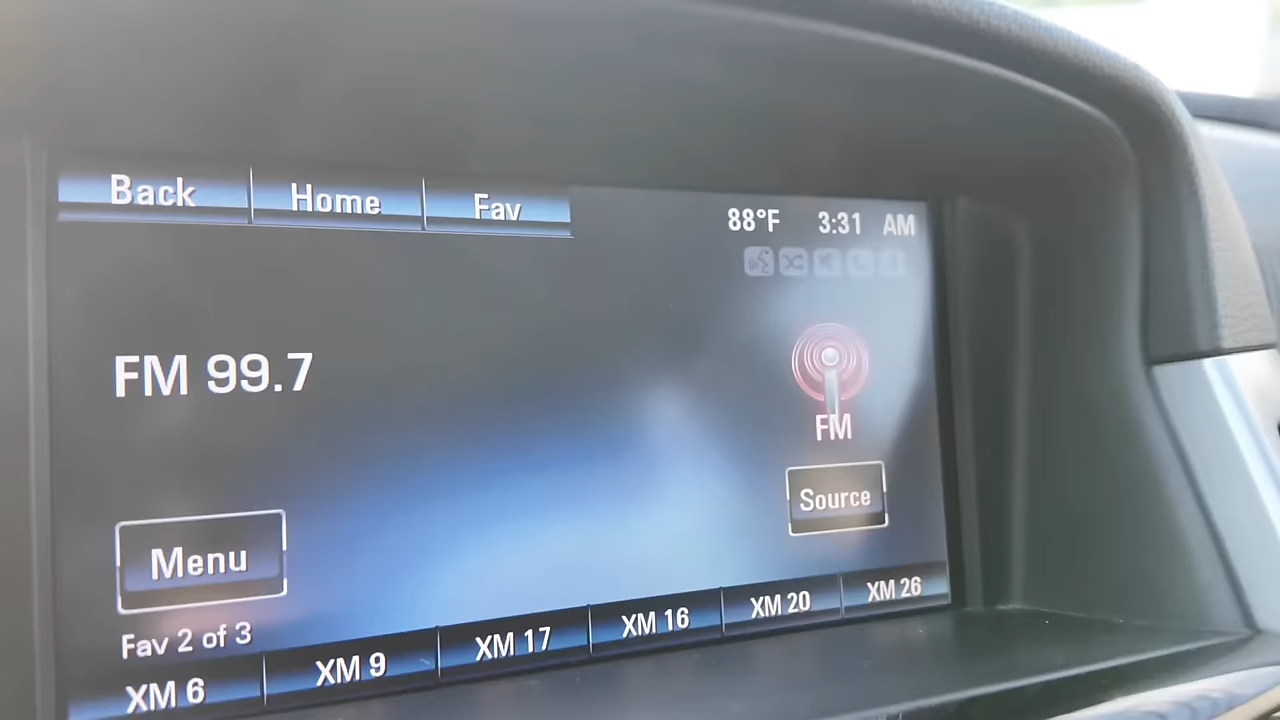 Back Home Fav
88°F 3:31 AM
FM 99.7
FM
Source
Menu
Fav 2 of 3
XM 6 XM 9 XM 17 XM 16 XM 20 XM 26